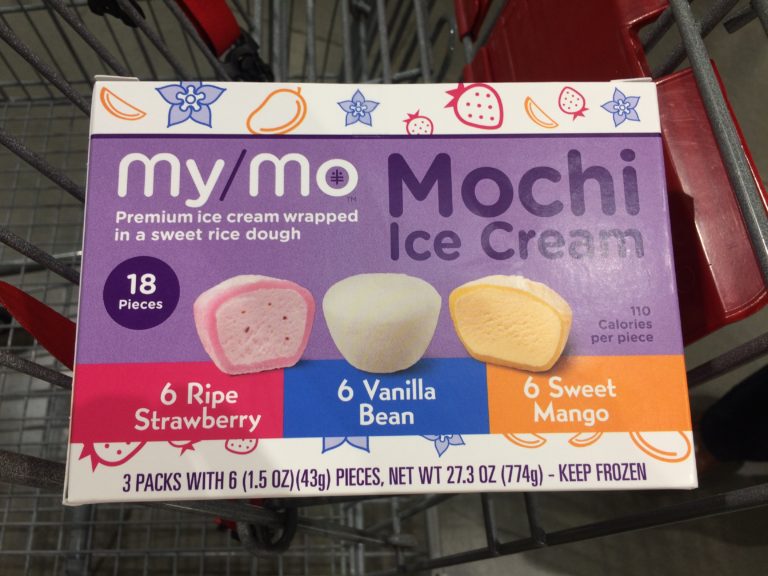 my/mo
TM
Premium ice cream wrapped
in a sweet rice dough
Mochi
Ice Cream
18
Pieces
110
Calories
per piece
6 Ripe
Strawberry
6 Vanilla
Bean
6 Sweet
Mango
3 PACKS WITH 6 (1.5 OZ)(43g) PIECES, NET WT 27.3 OZ (774g) - KEEP FROZEN